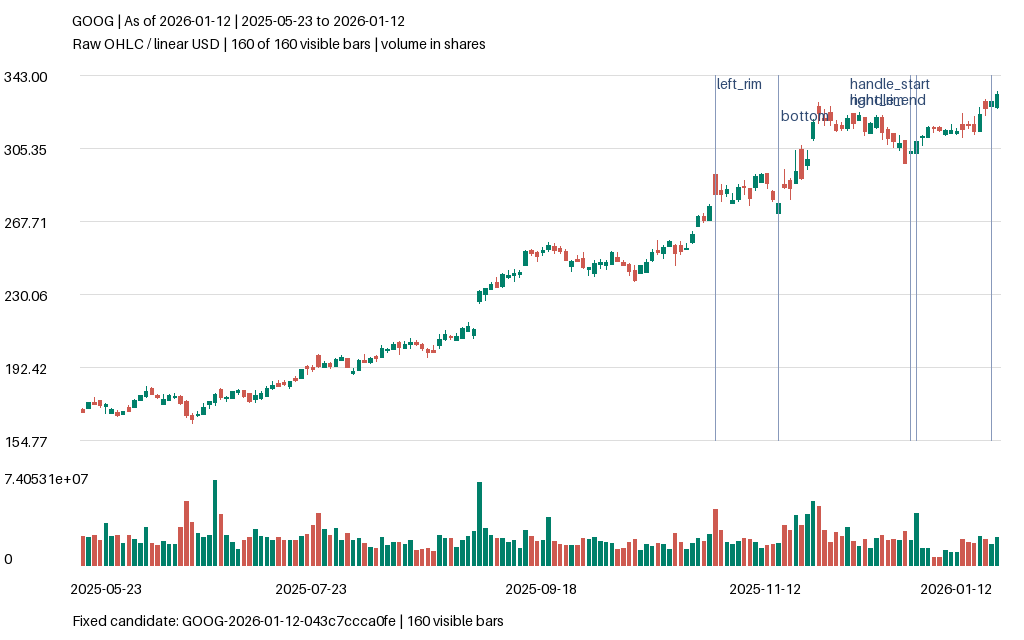 GOOG | As of 2026-01-12 | 2025-05-23 to 2026-01-12
Raw OHLC / linear USD | 160 of 160 visible bars | volume in shares
343.00
left_rim
handle_start
bottom
305.35
267.71
230.06
192.42
154.77
7.40531e+07
0
2025-05-23
2025-07-23
2025-09-18
2025-11-12
2026-01-12
Fixed candidate: GOOG-2026-01-12-043c7ccca0fe | 160 visible bars